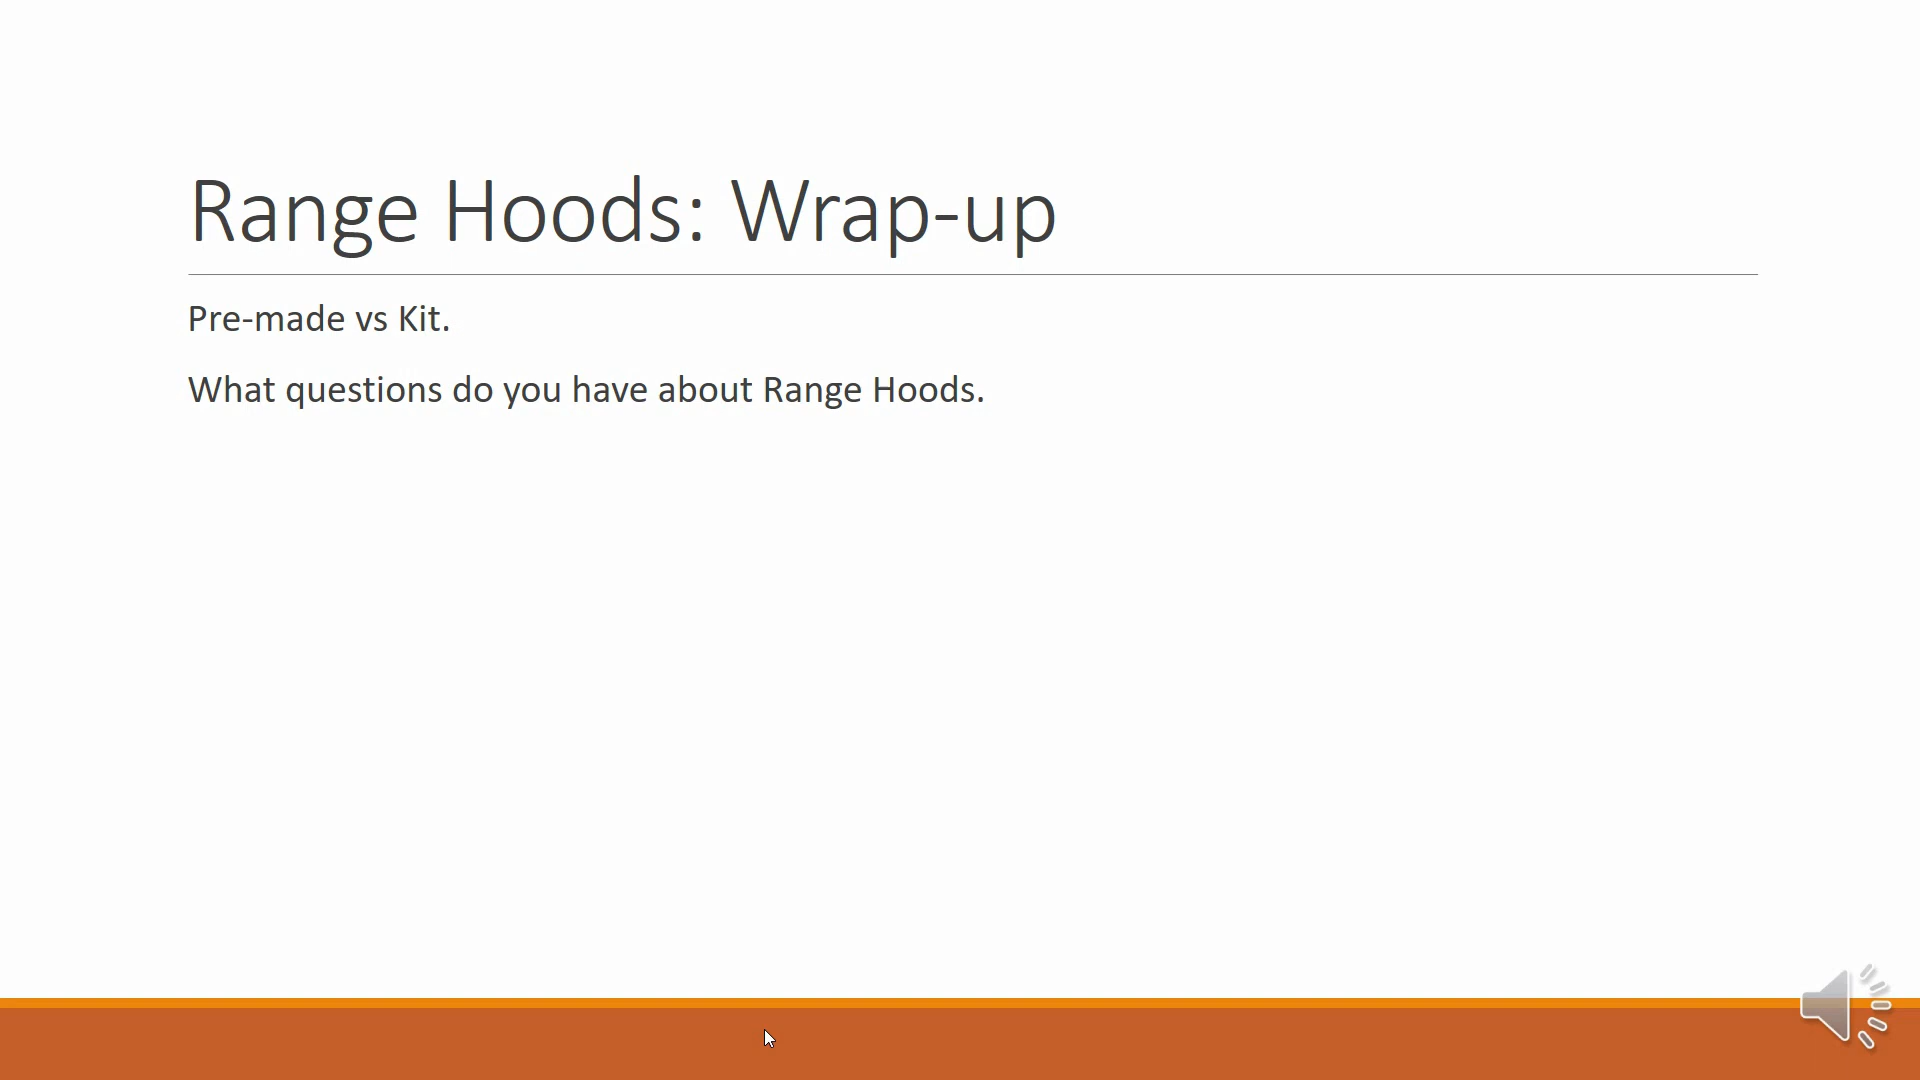 Range Hoods: Wrap-up
Pre-made vs Kit.
What questions do you have about Range Hoods.